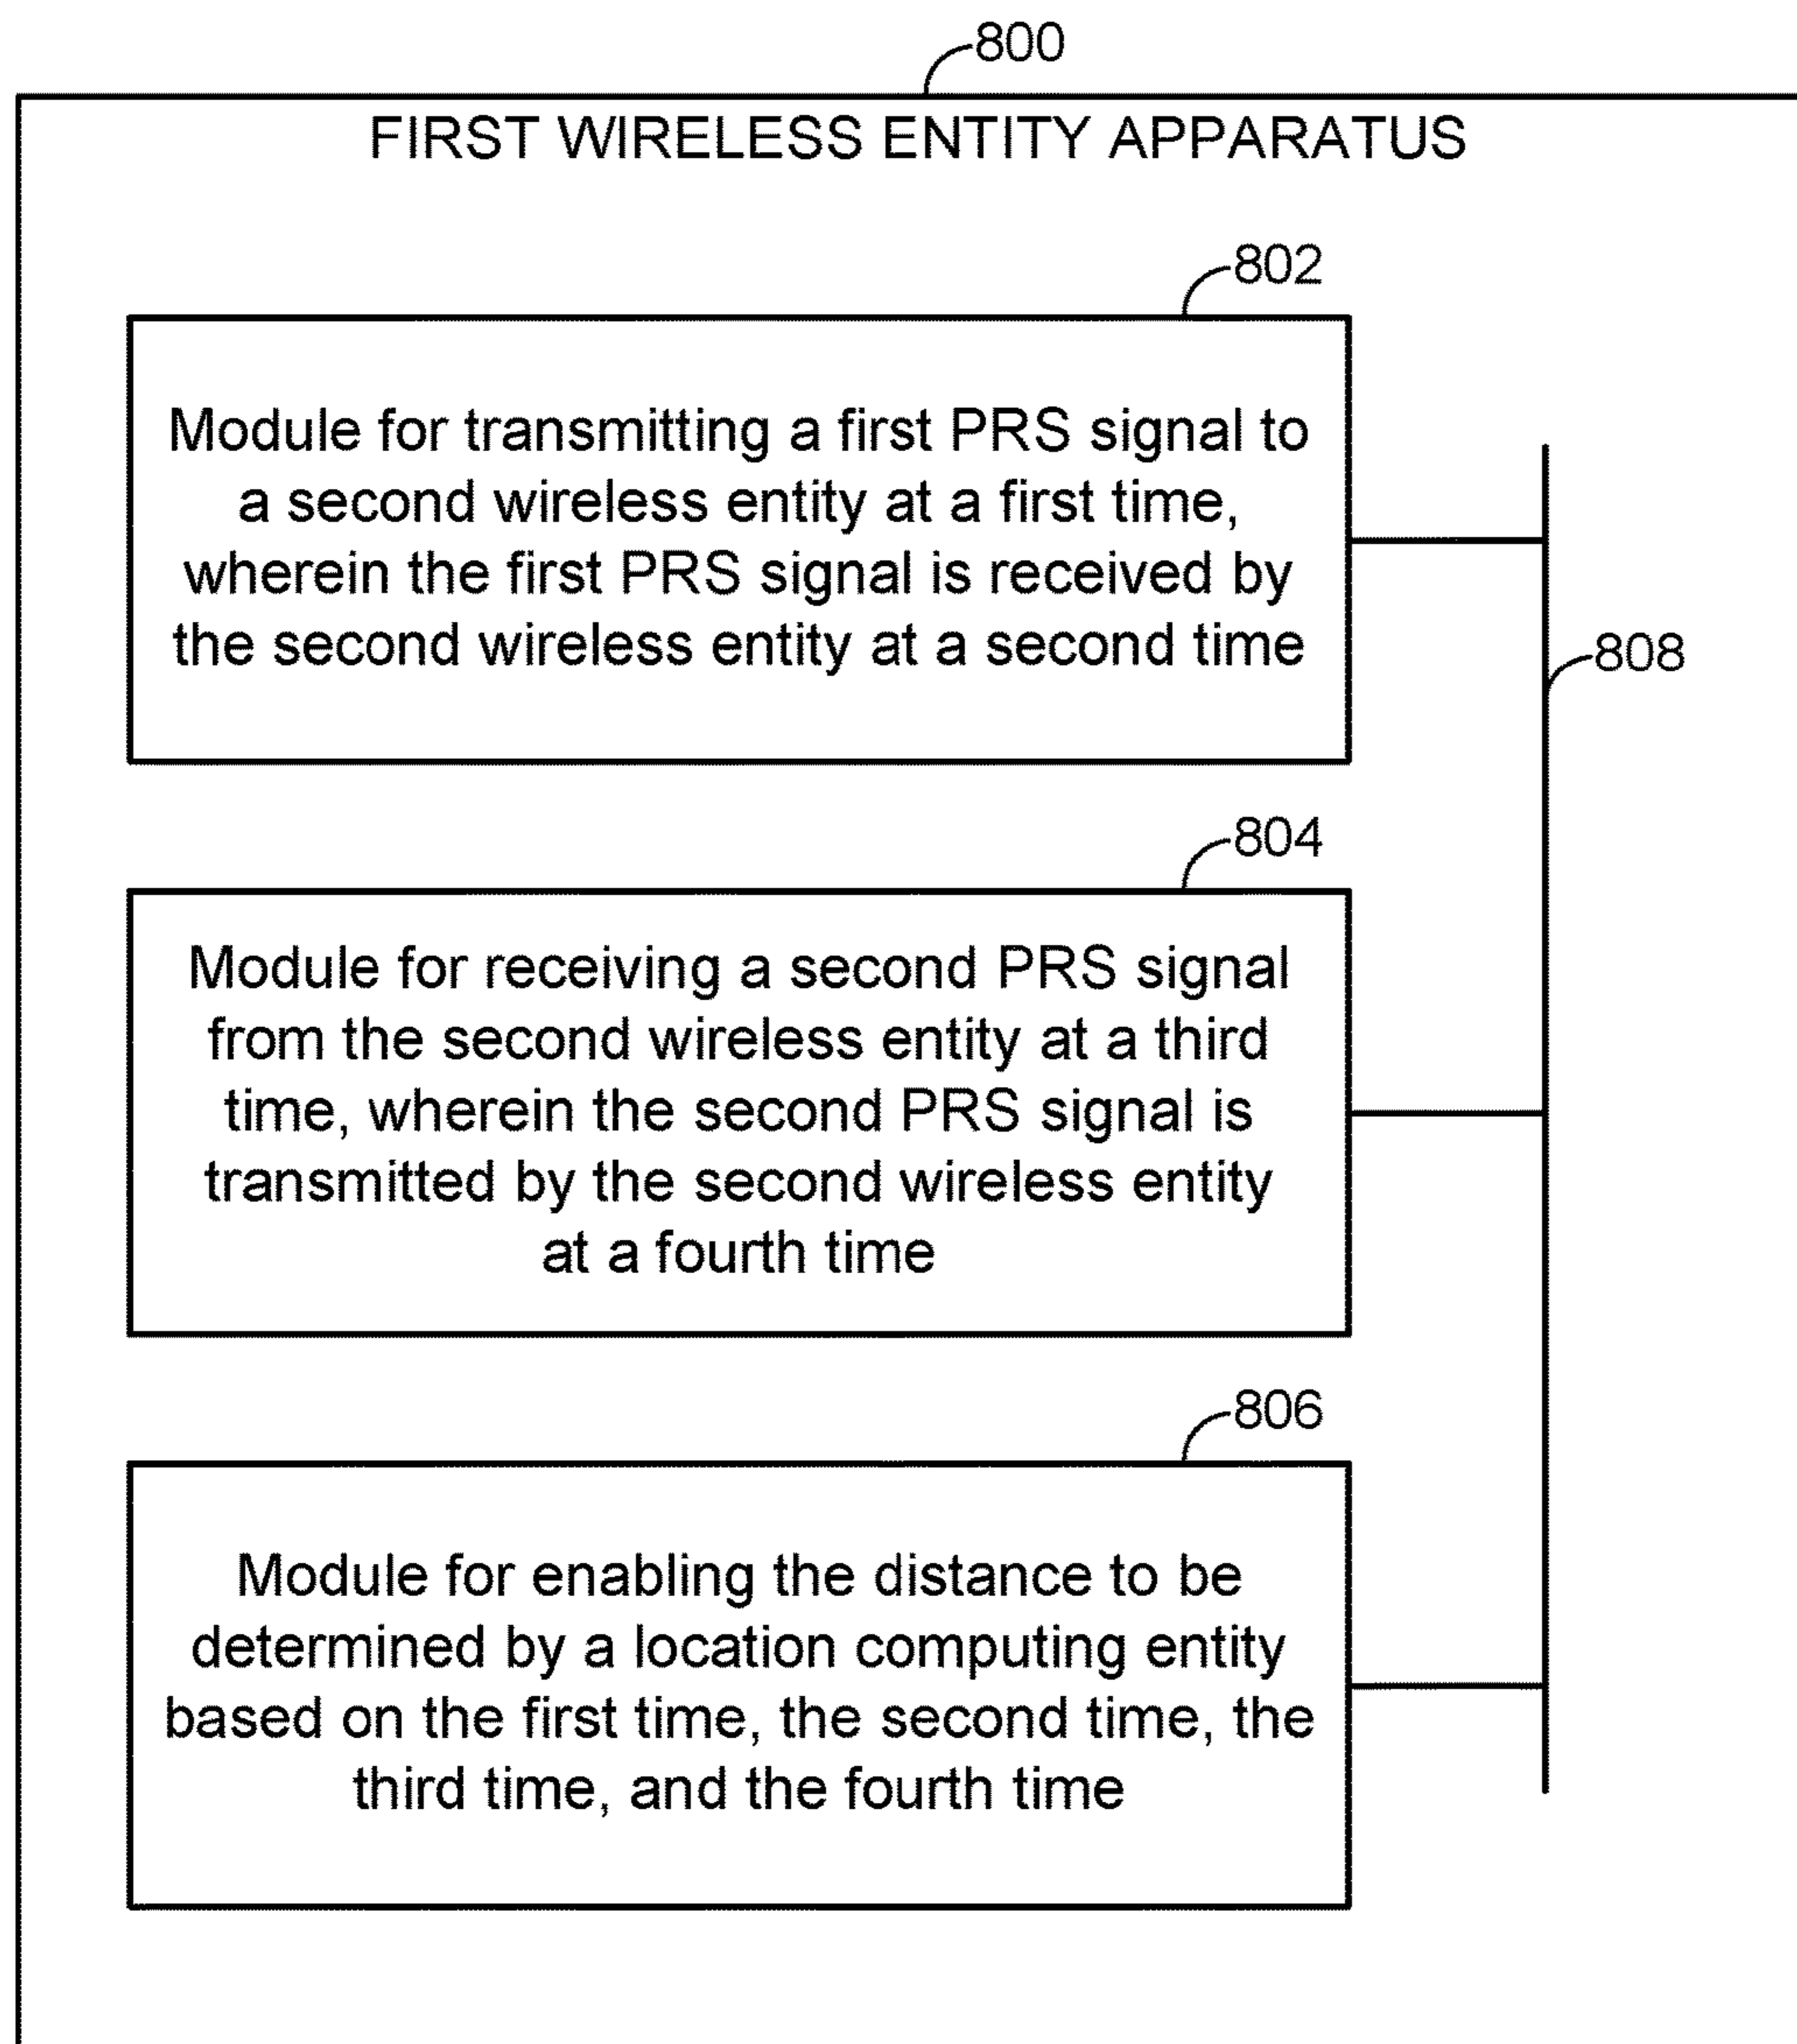 800
FIRST WIRELESS ENTITY APPARATUS
802
Module for transmitting a first PRS signal to
a second wireless entity at a first time,
wherein the first PRS signal is received by
the second wireless entity at a second time
808
804
Module for receiving a second PRS signal
from the second wireless entity at a third
time, wherein the second PRS signal is
transmitted by the second wireless entity
at a fourth time
806
Module for enabling the distance to be
determined by a location computing entity
based on the first time, the second time, the
third time, and the fourth time